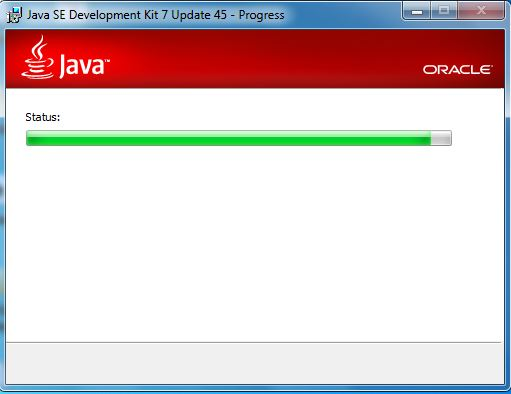 Java SE Development Kit 7 Update 45 - Progress
Java™
ORACLE®
Status: